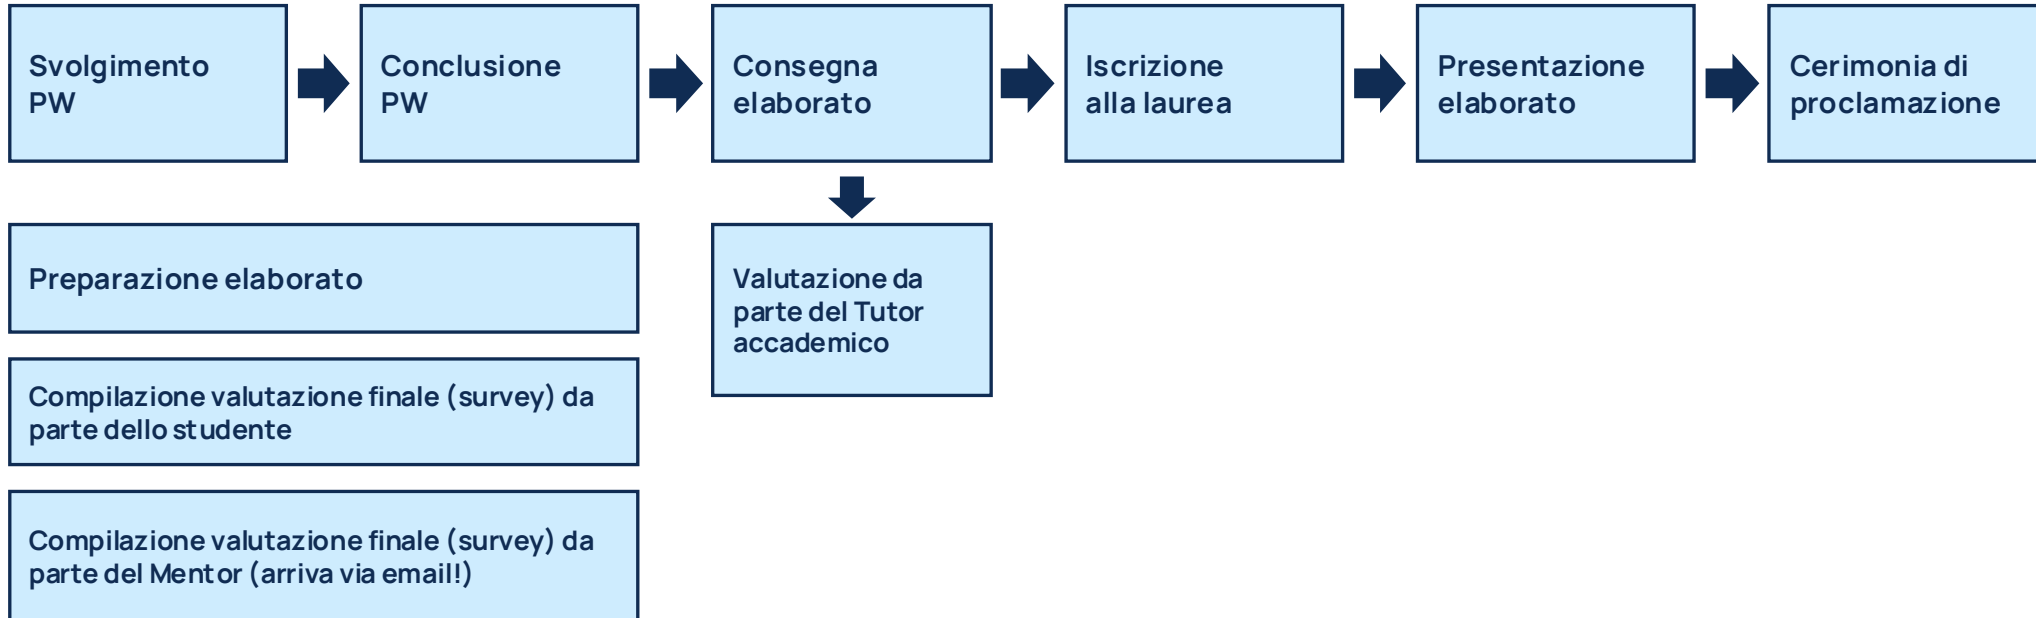 Svolgimento
PW
Conclusione
PW
Consegna
elaborato
Iscrizione
alla laurea
Presentazione
elaborato
Cerimonia di
proclamazione
Preparazione elaborato
Valutazione da
parte del Tutor
accademico
Compilazione valutazione finale (survey) da
parte dello studente
Compilazione valutazione finale (survey) da
parte del Mentor (arriva via email!)